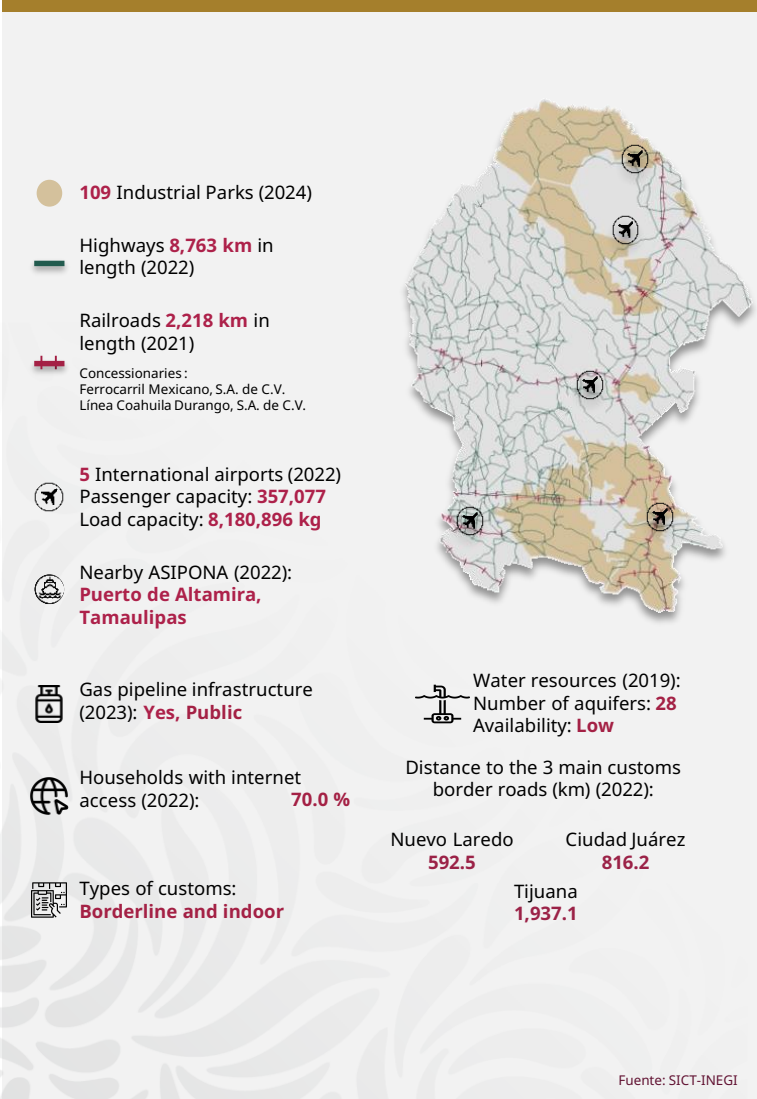 109 Industrial Parks (2024)
Highways 8,763 km in
length (2022)
Railroads 2,218 km in
length (2021)
Concessionaries:
Ferrocarril Mexicano, S.A. de C.V.
Línea Coahuila Durango, S.A. de C.V.
5 International airports (2022)
Passenger capacity: 357,077
Load capacity: 8,180,896 kg
Nearby ASIPONA (2022):
Puerto de Altamira,
Tamaulipas
Gas pipeline infrastructure
(2023): Yes, Public
Households with internet
access (2022): 70.0 %
Types of customs:
Borderline and indoor
Water resources (2019):
Number of aquifers: 28
Availability: Low
Distance to the 3 main customs
border roads (km) (2022):
Nuevo Laredo
592.5
Ciudad Juárez
816.2
Tijuana
1,937.1
Fuente: SICT-INEGI